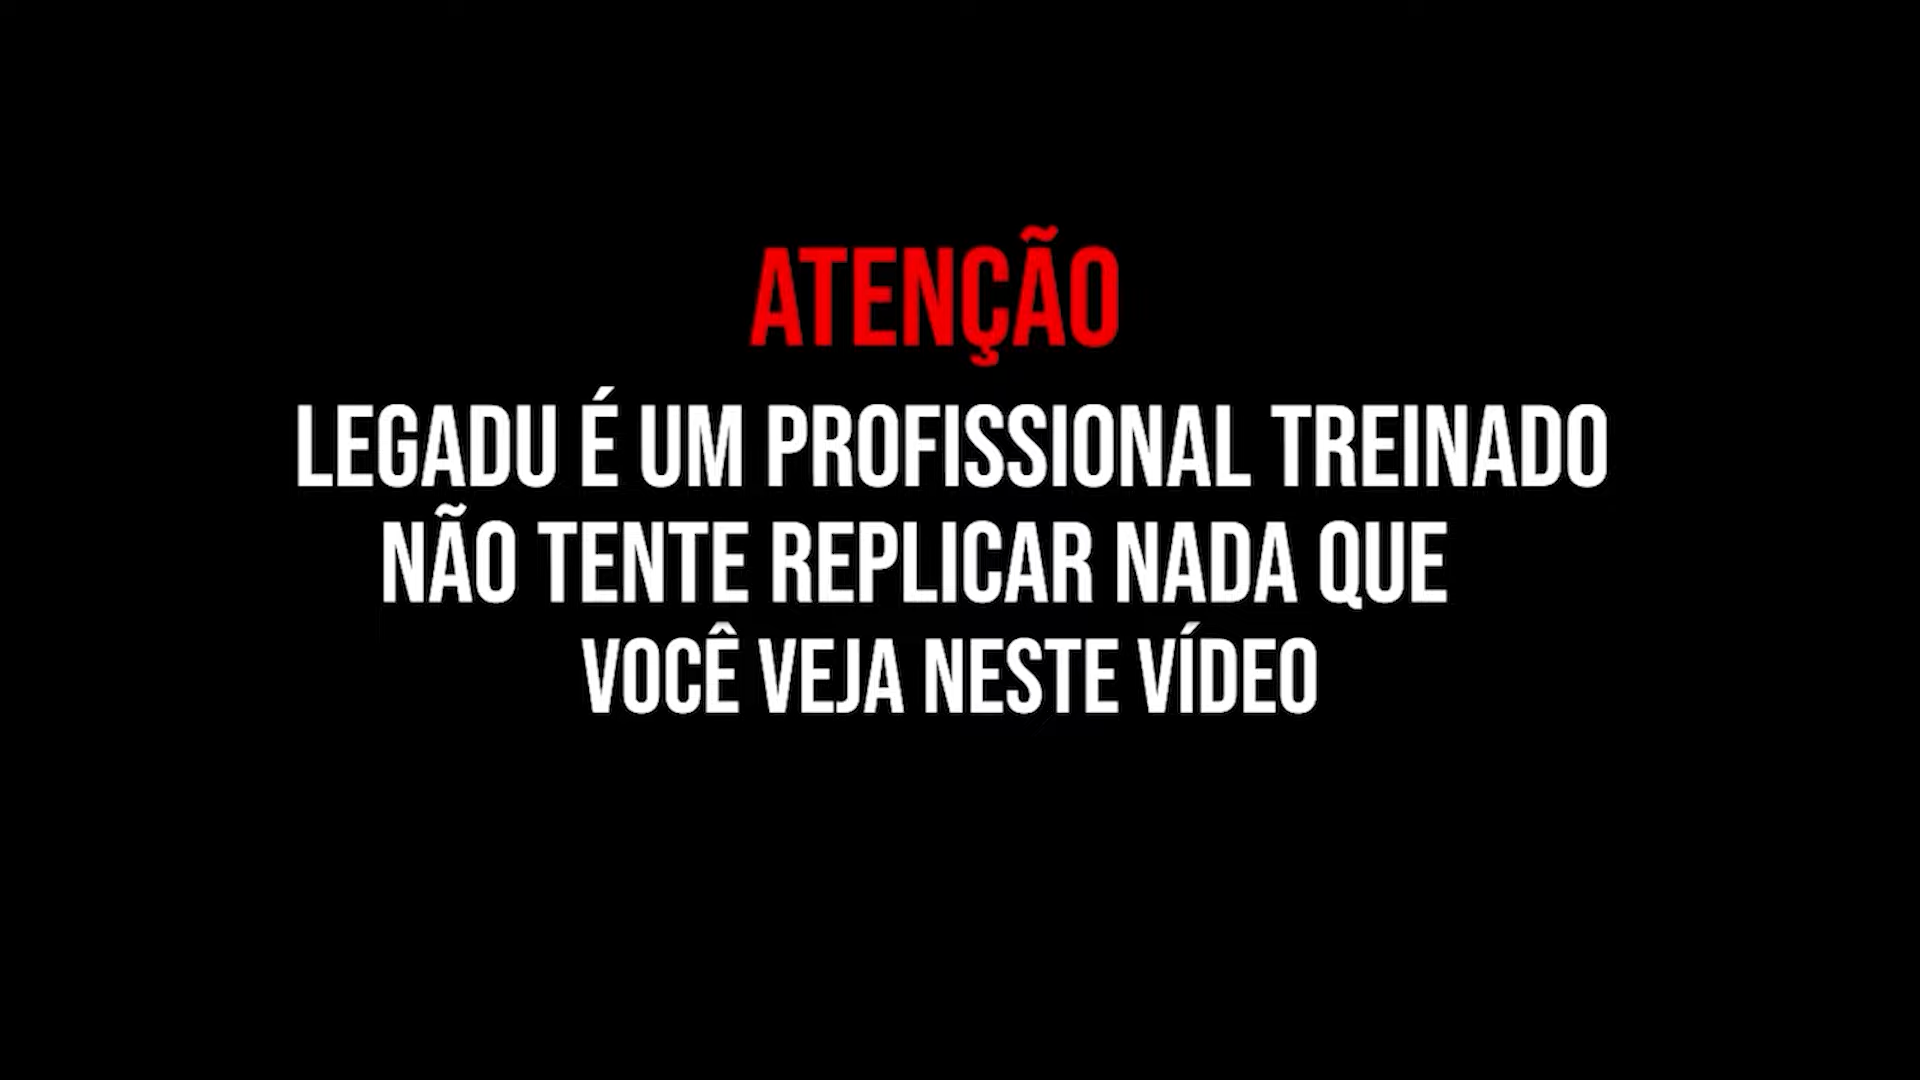 ATENÇÃO
LEGADU É UM PROFISSIONAL TREINADO
NÃO TENTE REPLICAR NADA QUE
VOCÊ VEJA NESTE VÍDEO